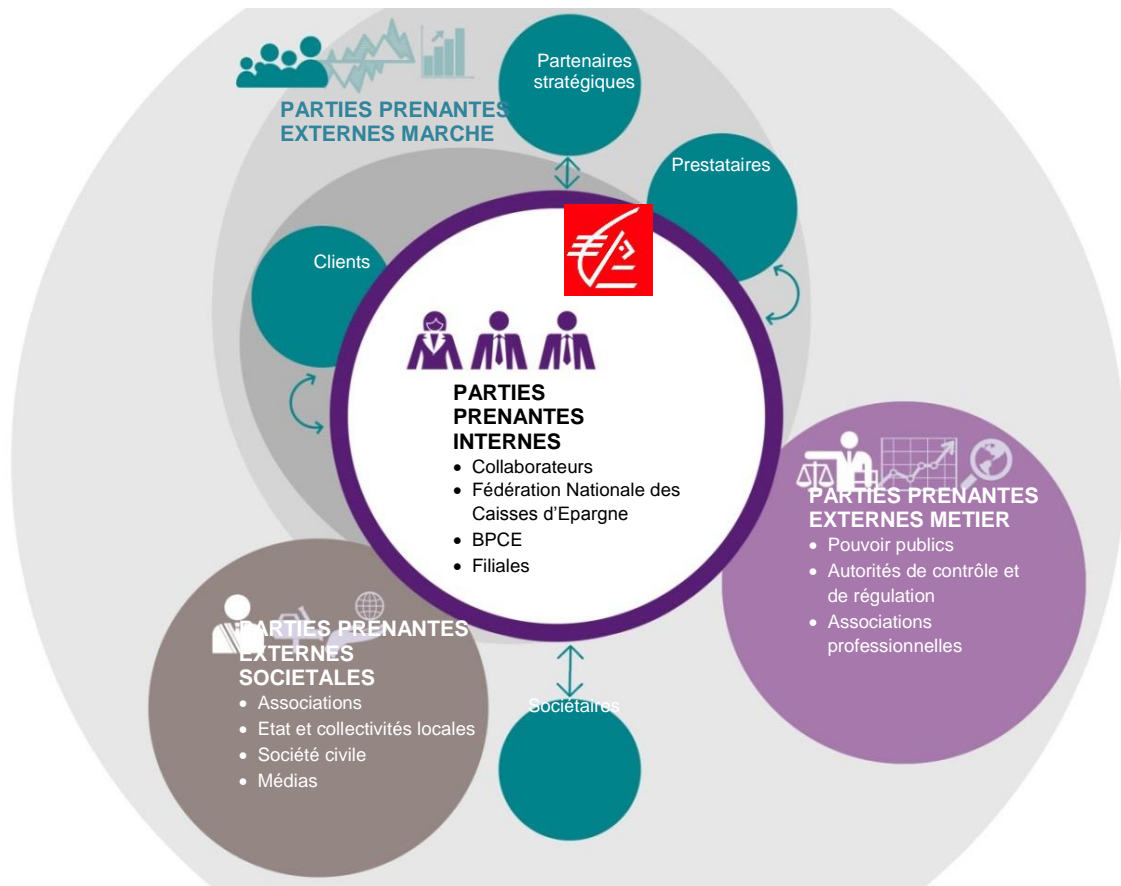 Partenaires
stratégiques
PARTIES PRENANTES
EXTERNES MARCHE
Prestataires
Clients
PARTIES
PRENANTES
INTERNES
• Collaborateurs
• Fédération Nationale des
Caisses d’Epargne
• BPCE
• Filiales
PARTIES PRENANTES
EXTERNES METIER
• Pouvoir publics
• Autorités de contrôle et
de régulation
• Associations
professionnelles
PARTIES PRENANTES
EXTERNES
SOCIETALES
• Associations
• Etat et collectivités locales
• Société civile
• Médias
Sociétaires